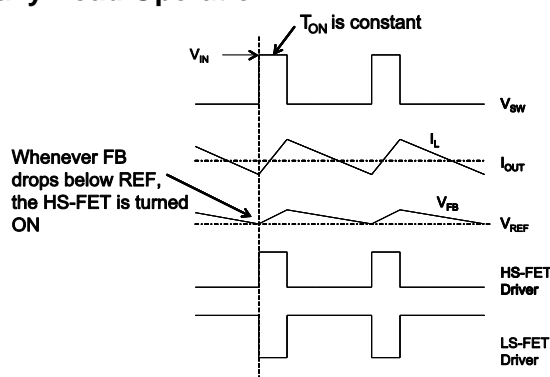 T_ON is constant
V_IN
V_SW
I_L
I_OUT
Whenever FB
drops below REF,
the HS-FET is turned
ON
V_FB
V_REF
HS-FET
Driver
LS-FET
Driver